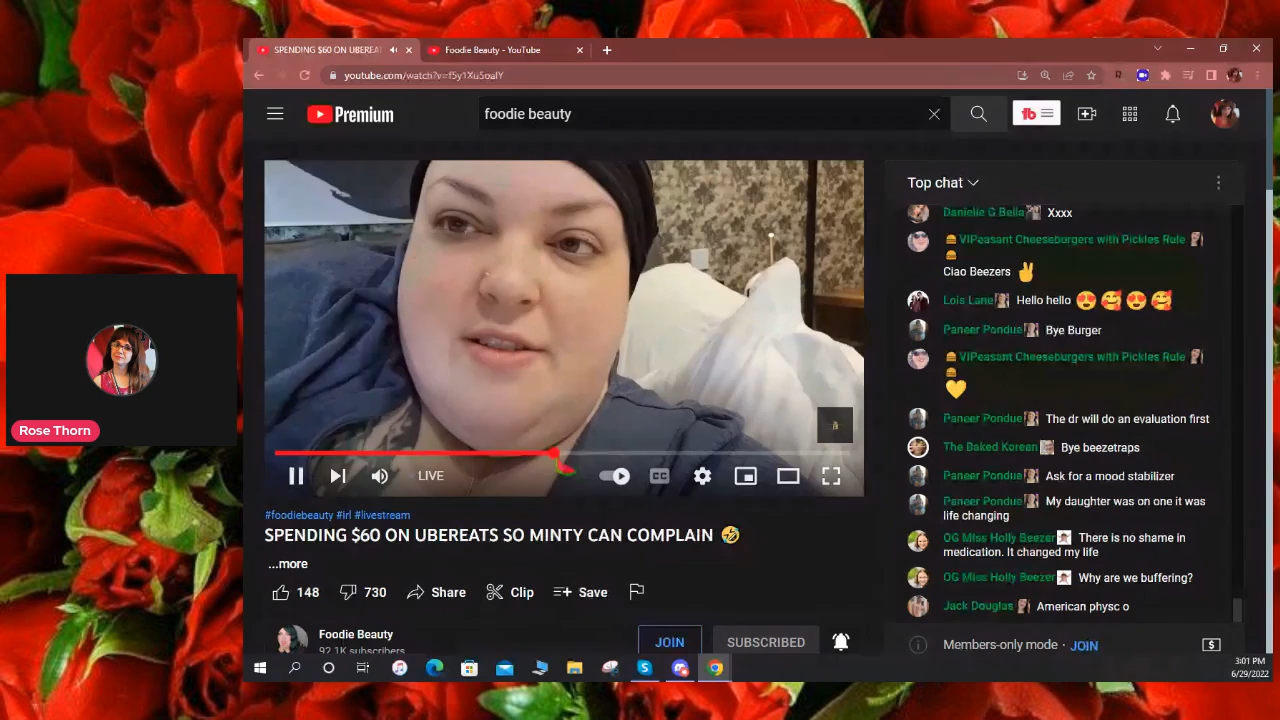 SPENDING $60 ON UBEREA
Foodie Beauty - YouTube
youtube.com/watch?v=f5y1Xu5oalY
Premium
foodie beauty
Top chat
Danielle G Bella Xxxx
VIPeasant Cheeseburgers with Pickles Rule
Ciao Beezers
Lois Lane Hello hello
Paneer Pondue Bye Burger
VIPeasant Cheeseburgers with Pickles Rule
Paneer Pondue The dr will do an evaluation first
The Baked Korean Bye beezetraps
Paneer Pondue Ask for a mood stabilizer
Paneer Pondue My daughter was on one it was
life changing
OG Miss Holly Beezer There is no shame in
medication. It changed my life
OG Miss Holly Beezer Why are we buffering?
Jack Douglas American physc o
Members-only mode · JOIN
Rose Thorn
LIVE
CC
#foodiebeauty #irl #livestream
SPENDING $60 ON UBEREATS SO MINTY CAN COMPLAIN 🤣
...more
148 730 Share Clip Save
Foodie Beauty
92.1K subscribers
JOIN
SUBSCRIBED
3:01 PM
6/29/2022